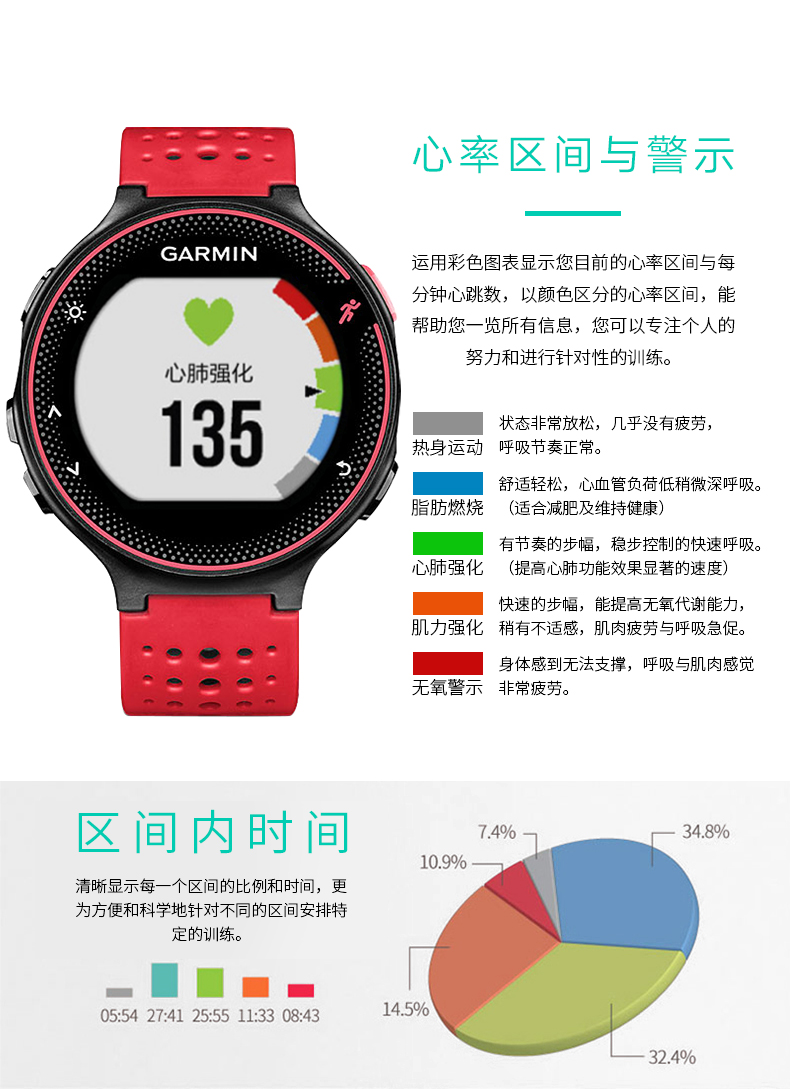 心率区间与警示
运用彩色图表显示您目前的心率区间与每
分钟心跳数，以颜色区分的心率区间，能
帮助您一览所有信息，您可以专注个人的
努力和进行针对性的训练。
GARMIN
心肺强化
135
热身运动
状态非常放松，几乎没有疲劳，
呼吸节奏正常。
脂肪燃烧
舒适轻松，心血管负荷低稍微深呼吸。
（适合减肥及维持健康）
心肺强化
有节奏的步幅，稳步控制的快速呼吸。
（提高心肺功能效果显著的速度）
肌力强化
快速的步幅，能提高无氧代谢能力，
稍有不适感，肌肉疲劳与呼吸急促。
无氧警示
身体感到无法支撑，呼吸与肌肉感觉
非常疲劳。
区间内时间
清晰显示每一个区间的比例和时间，更
为方便和科学地针对不同的区间安排特
定的训练。
05:54 27:41 25:55 11:33 08:43
7.4%
34.8%
10.9%
14.5%
32.4%